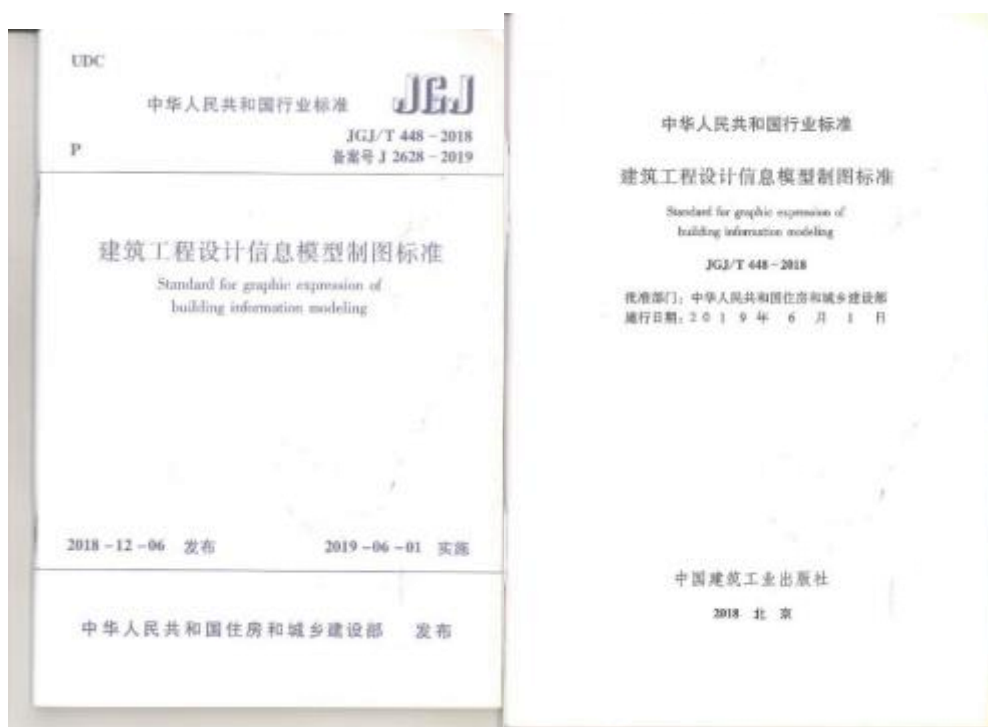 UDC
中华人民共和国行业标准 JGJ
JGJ/T 448－2018
P
备案号 J 2628－2019
建筑工程设计信息模型制图标准
Standard for graphic expression of
building information modeling
2018－12－06 发布 2019－06－01 实施
中华人民共和国住房和城乡建设部 发布
中华人民共和国行业标准
建筑工程设计信息模型制图标准
Standard for graphic expression of
building information modeling
JGJ/T 448－2018
批准部门：中华人民共和国住房和城乡建设部
施行日期：2019年6月1日
中国建筑工业出版社
2018 北京